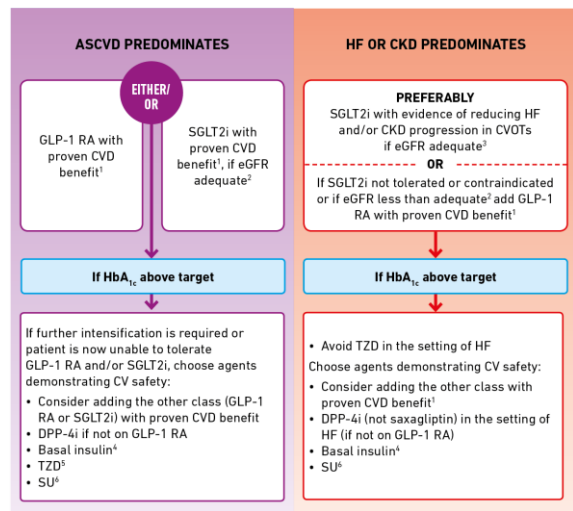 ASCVD PREDOMINATES
EITHER/
OR
GLP-1 RA with
proven CVD
benefit¹
SGLT2i with
proven CVD
benefit¹, if eGFR
adequate²
If HbA₁c above target
If further intensification is required or
patient is now unable to tolerate
GLP-1 RA and/or SGLT2i, choose agents
demonstrating CV safety:
• Consider adding the other class (GLP-1
RA or SGLT2i) with proven CVD benefit
• DPP-4i if not on GLP-1 RA
• Basal insulin⁴
• TZD⁵
• SU⁶
HF OR CKD PREDOMINATES
PREFERABLY
SGLT2i with evidence of reducing HF
and/or CKD progression in CVOTs
if eGFR adequate³
OR
If SGLT2i not tolerated or contraindicated
or if eGFR less than adequate² add GLP-1
RA with proven CVD benefit¹
If HbA₁c above target
• Avoid TZD in the setting of HF
Choose agents demonstrating CV safety:
• Consider adding the other class with
proven CVD benefit¹
• DPP-4i (not saxagliptin) in the setting of
HF (if not on GLP-1 RA)
• Basal insulin⁴
• SU⁶